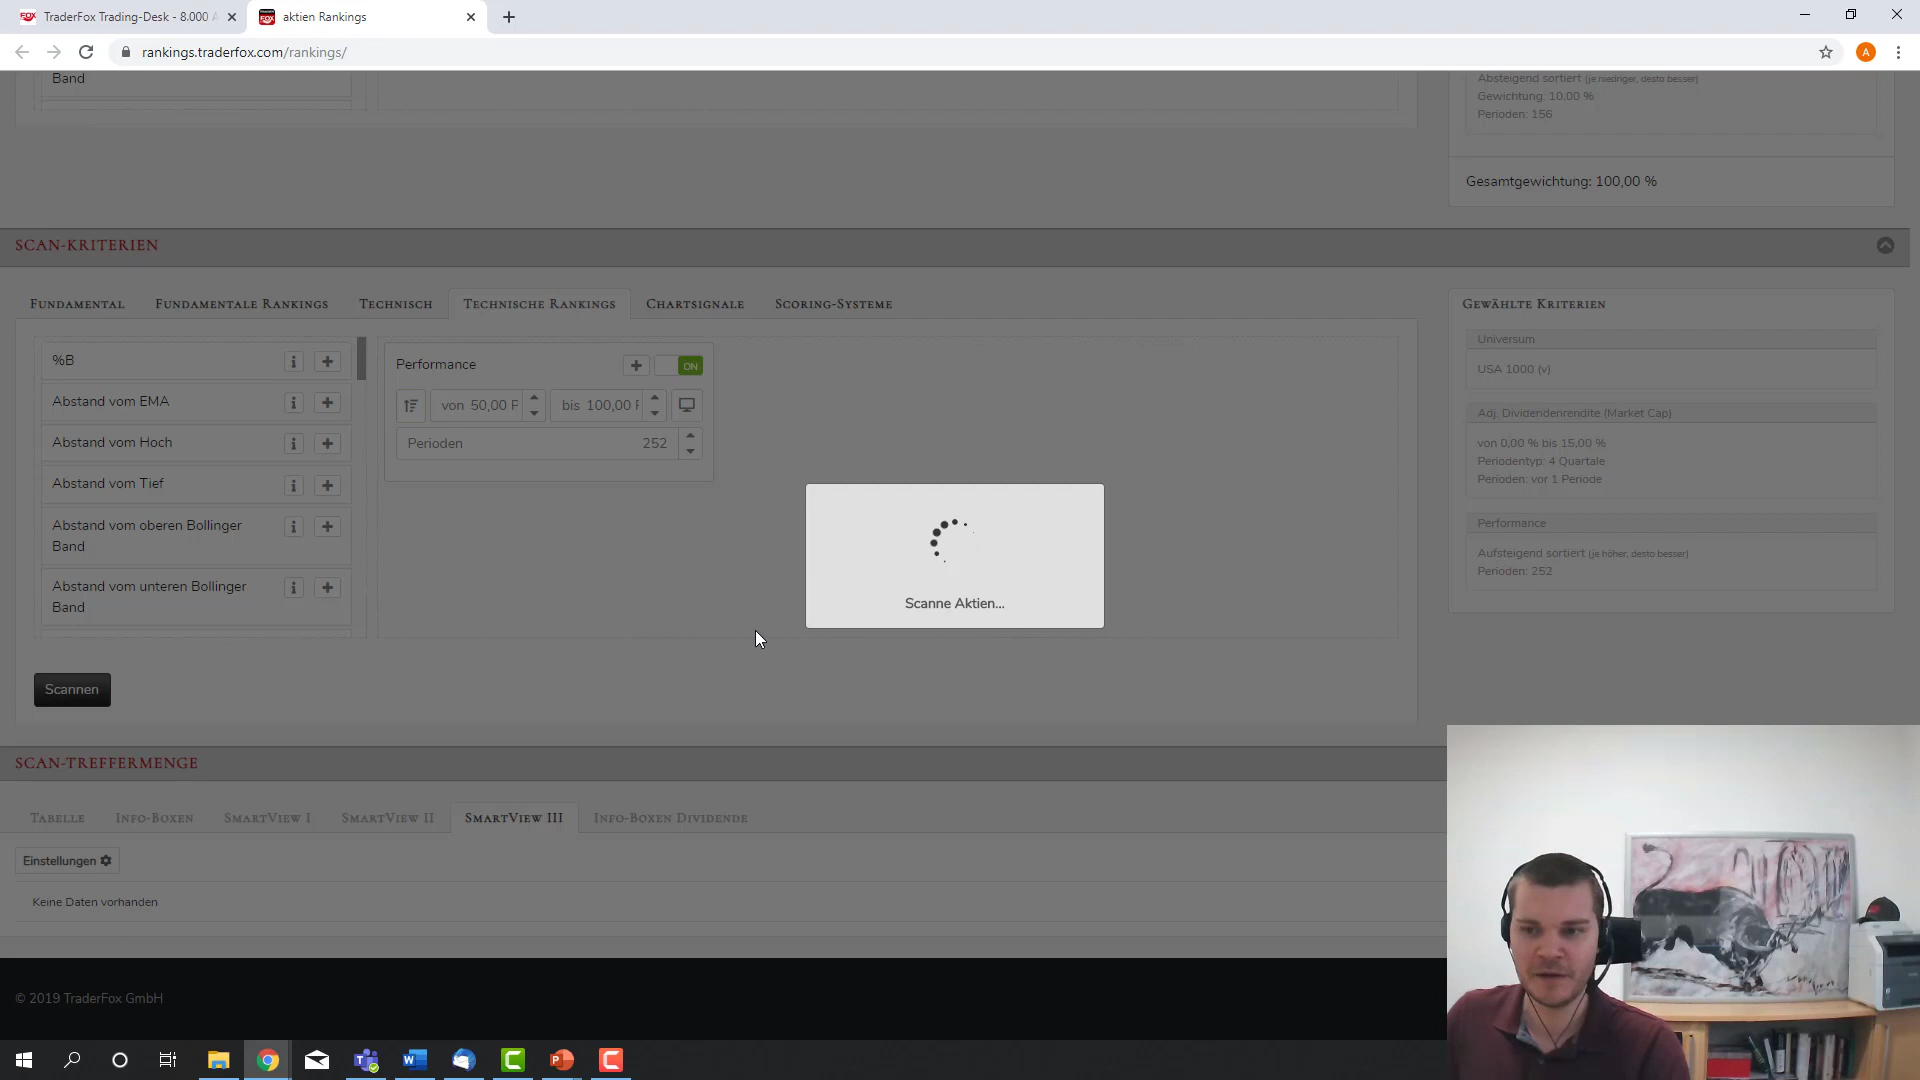 TraderFox Trading-Desk - 8.000
aktien Rankings
rankings.traderfox.com/rankings/
A
Band
Absteigend sortiert (je niedriger, desto besser)
Gewichtung: 10,00 %
Perioden: 156
Gesamtgewichtung: 100,00 %
SCAN-KRITERIEN
FUNDAMENTAL
FUNDAMENTALE RANKINGS
TECHNISCH
TECHNISCHE RANKINGS
CHARTSIGNALE
SCORING-SYSTEME
GEWÄHLTE KRITERIEN
%B
Abstand vom EMA
Abstand vom Hoch
Abstand vom Tief
Abstand vom oberen Bollinger
Band
Abstand vom unteren Bollinger
Band
Performance
ON
von 50,00 P
bis 100,00 F
Perioden 252
Universum
USA 1000 (v)
Adj. Dividendenrendite (Market Cap)
von 0,00 % bis 15,00 %
Periodentyp: 4 Quartale
Perioden: vor 1 Periode
Performance
Aufsteigend sortiert (je höher, desto besser)
Perioden: 252
Scanne Aktien...
Scannen
SCAN-TREFFERMENGE
TABELLE
INFO-BOXEN
SMARTVIEW I
SMARTVIEW II
SMARTVIEW III
INFO-BOXEN DIVIDENDE
Einstellungen
Keine Daten vorhanden
© 2019 TraderFox GmbH